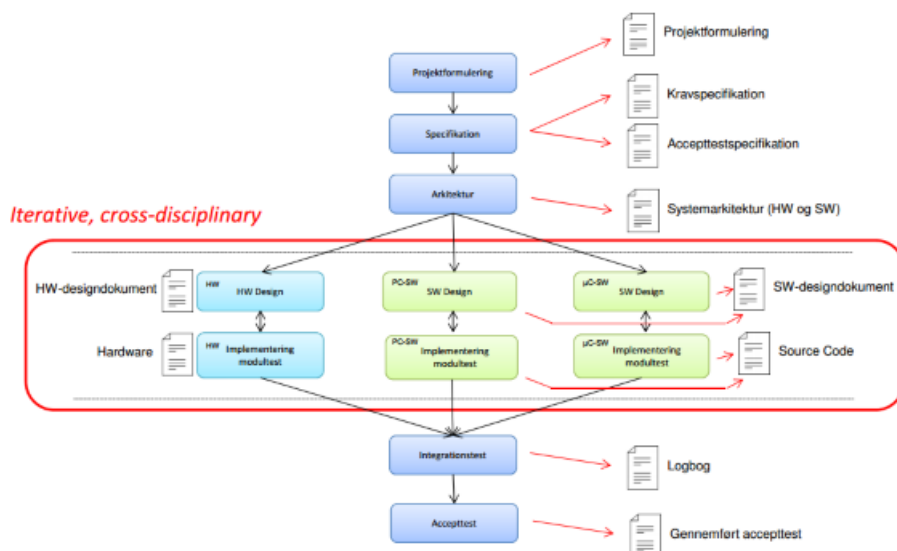 Projektformulering
Projektformulering
Kravspecifikation
Specifikation
Accepttestspecifikation
Arkitektur
Systemarkitektur (HW og SW)
Iterative, cross-disciplinary
HW-designdokument
HW
HW Design
PC-SW
SW Design
µC-SW
SW Design
SW-designdokument
Hardware
HW
Implementering
modultest
PC-SW
Implementering
modultest
µC-SW
Implementering
modultest
Source Code
Integrationstest
Logbog
Accepttest
Gennemført accepttest